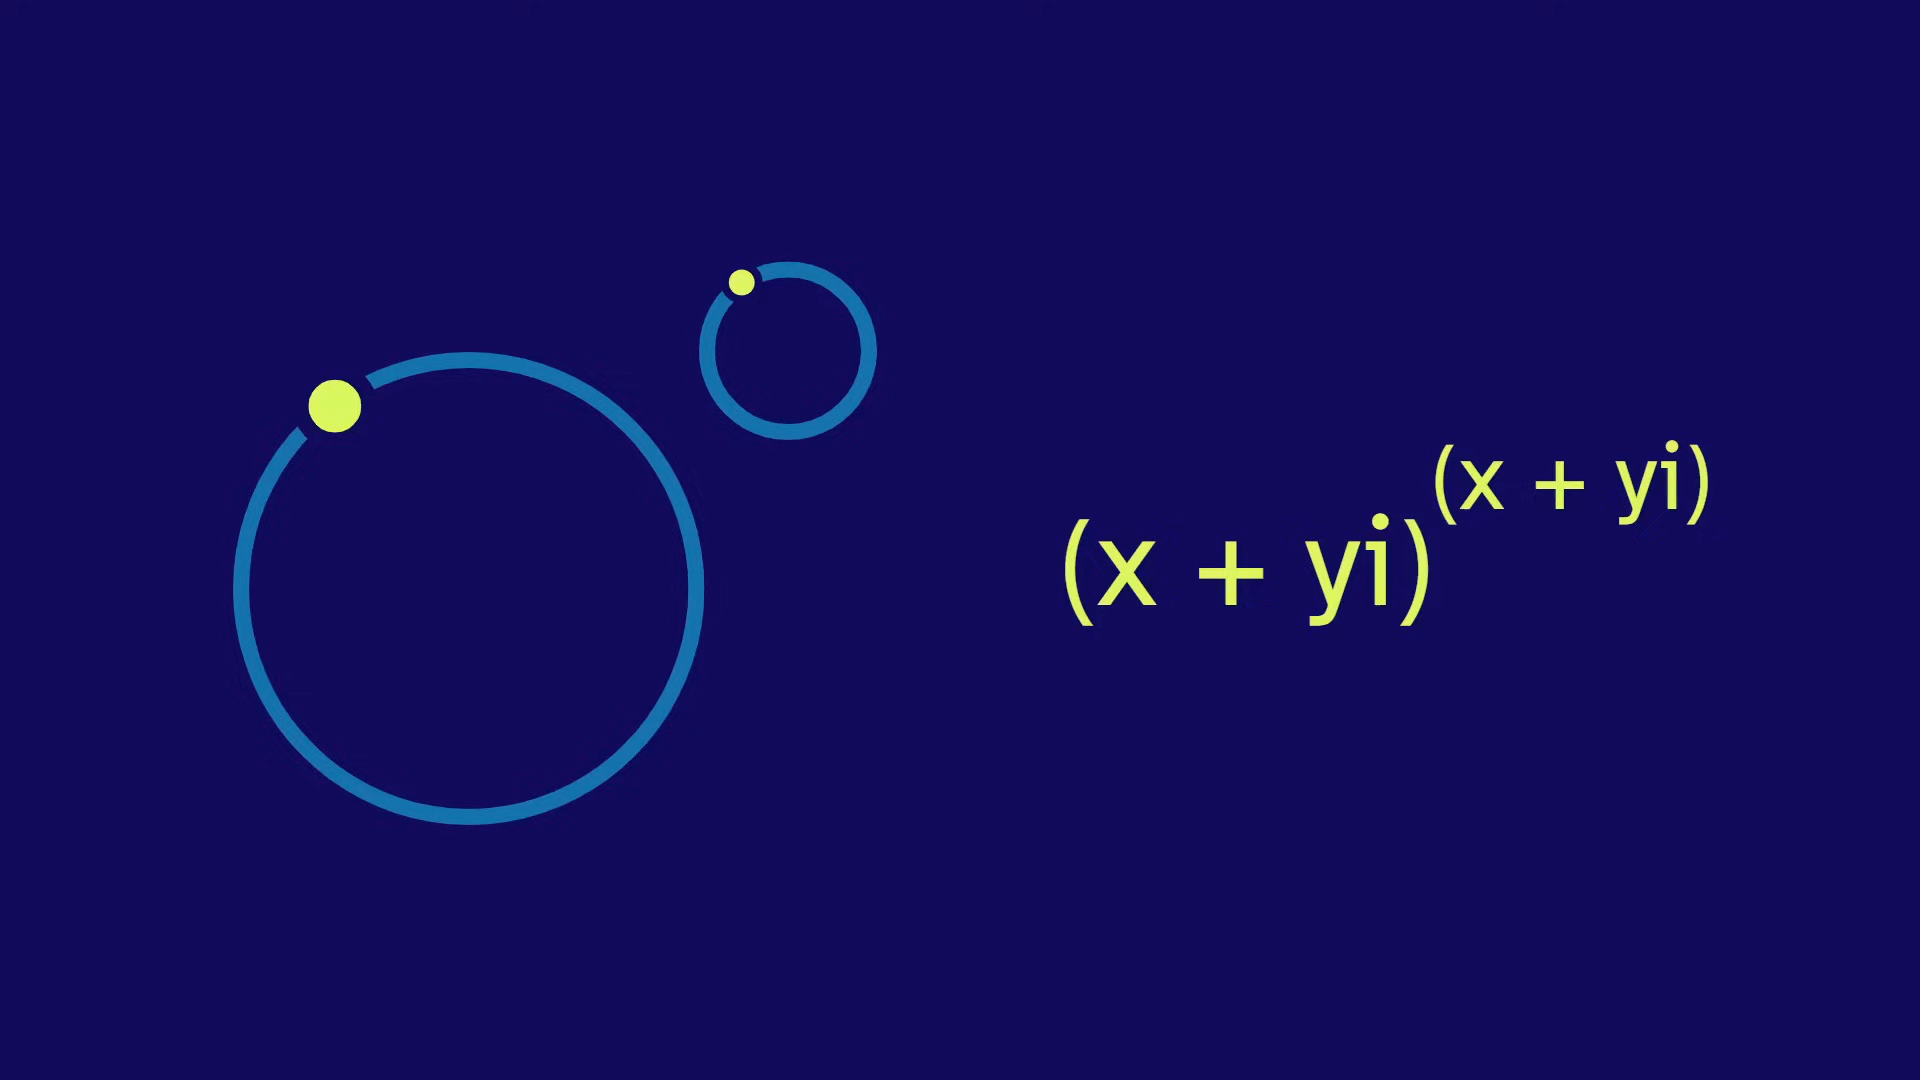 (x + yi)^(x + yi)